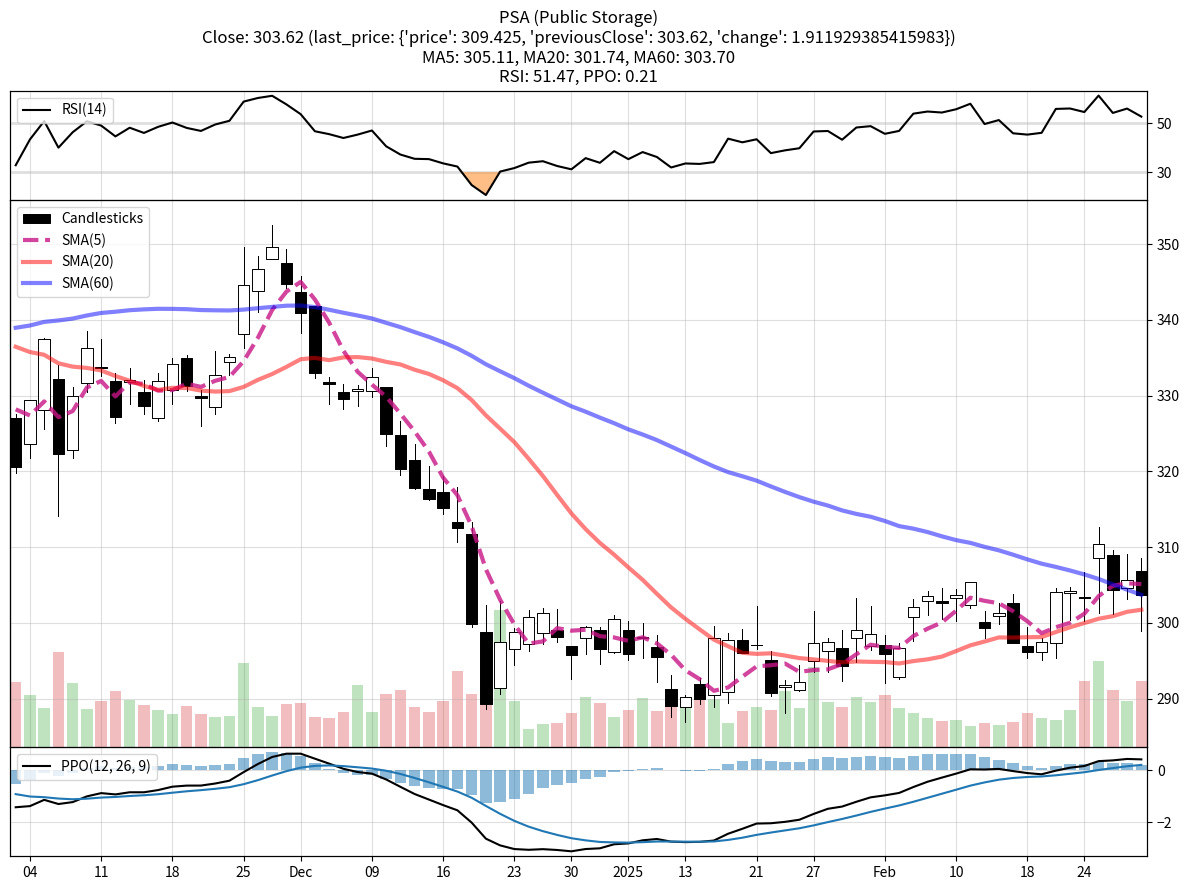 PSA (Public Storage)
Close: 303.62 (last_price: {'price': 309.425, 'previousClose': 303.62, 'change': 1.911929385415983})
MA5: 305.11, MA20: 301.74, MA60: 303.70
RSI: 51.47, PPO: 0.21
RSI(14)
50
30
Candlesticks
SMA(5)
SMA(20)
SMA(60)
350
340
330
320
310
300
290
PPO(12, 26, 9)
0
−2
04 11 18 25 Dec 09 16 23 30 2025 13 21 27 Feb 10 18 24